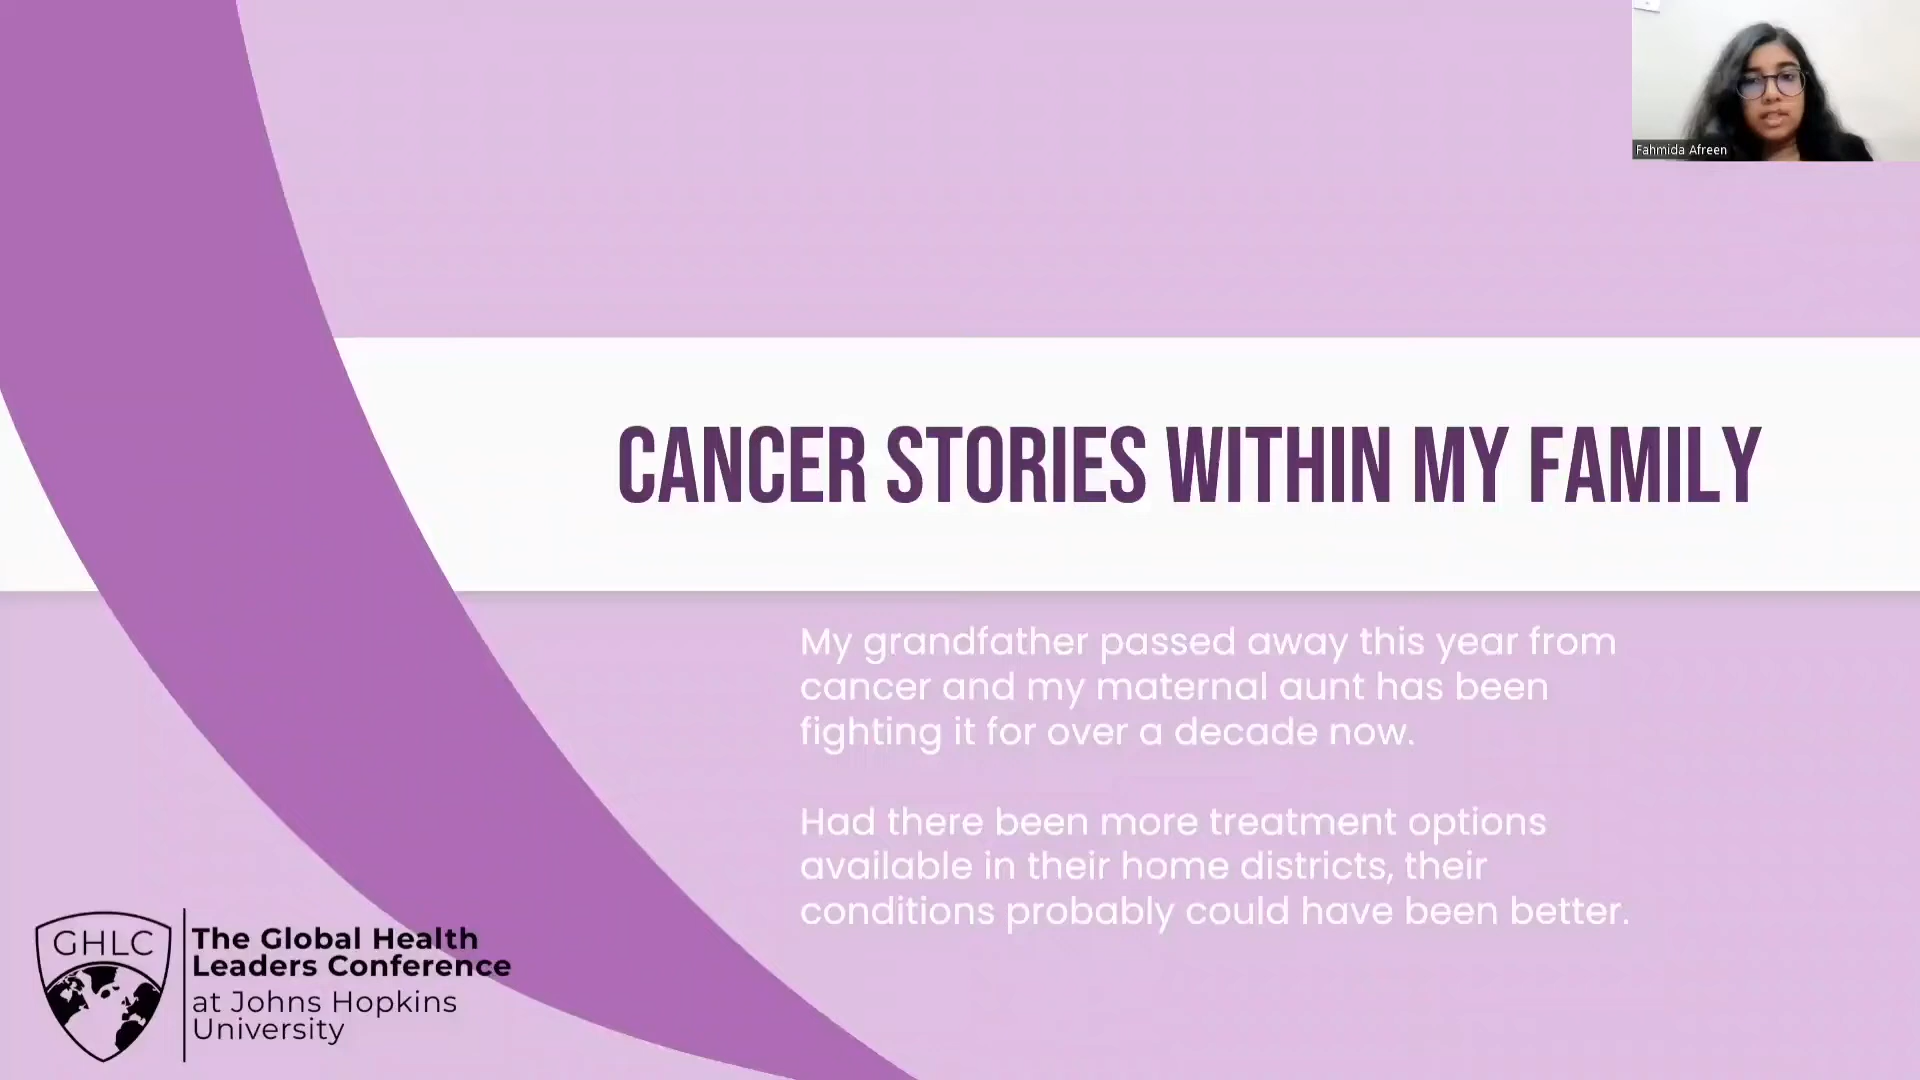 Fahmida Afreen
CANCER STORIES WITHIN MY FAMILY
My grandfather passed away this year from
cancer and my maternal aunt has been
fighting it for over a decade now.
Had there been more treatment options
available in their home districts, their
conditions probably could have been better.
GHLC
The Global Health
Leaders Conference
at Johns Hopkins
University